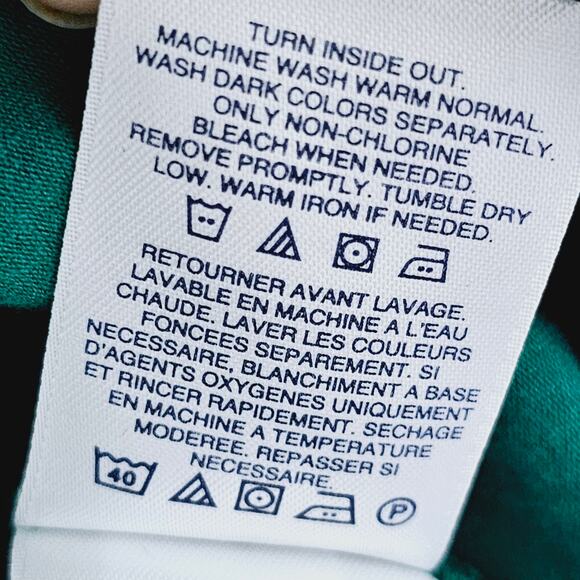 TURN INSIDE OUT.
MACHINE WASH WARM NORMAL.
WASH DARK COLORS SEPARATELY.
ONLY NON-CHLORINE
BLEACH WHEN NEEDED.
REMOVE PROMPTLY. TUMBLE DRY
LOW. WARM IRON IF NEEDED.
RETOURNER AVANT LAVAGE.
LAVABLE EN MACHINE A L'EAU
CHAUDE. LAVER LES COULEURS
FONCEES SEPAREMENT. SI
NECESSAIRE, BLANCHIMENT A BASE
D'AGENTS OXYGENES UNIQUEMENT
ET RINCER RAPIDEMENT. SECHAGE
EN MACHINE A TEMPERATURE
MODEREE. REPASSER SI
NECESSAIRE.
40 P